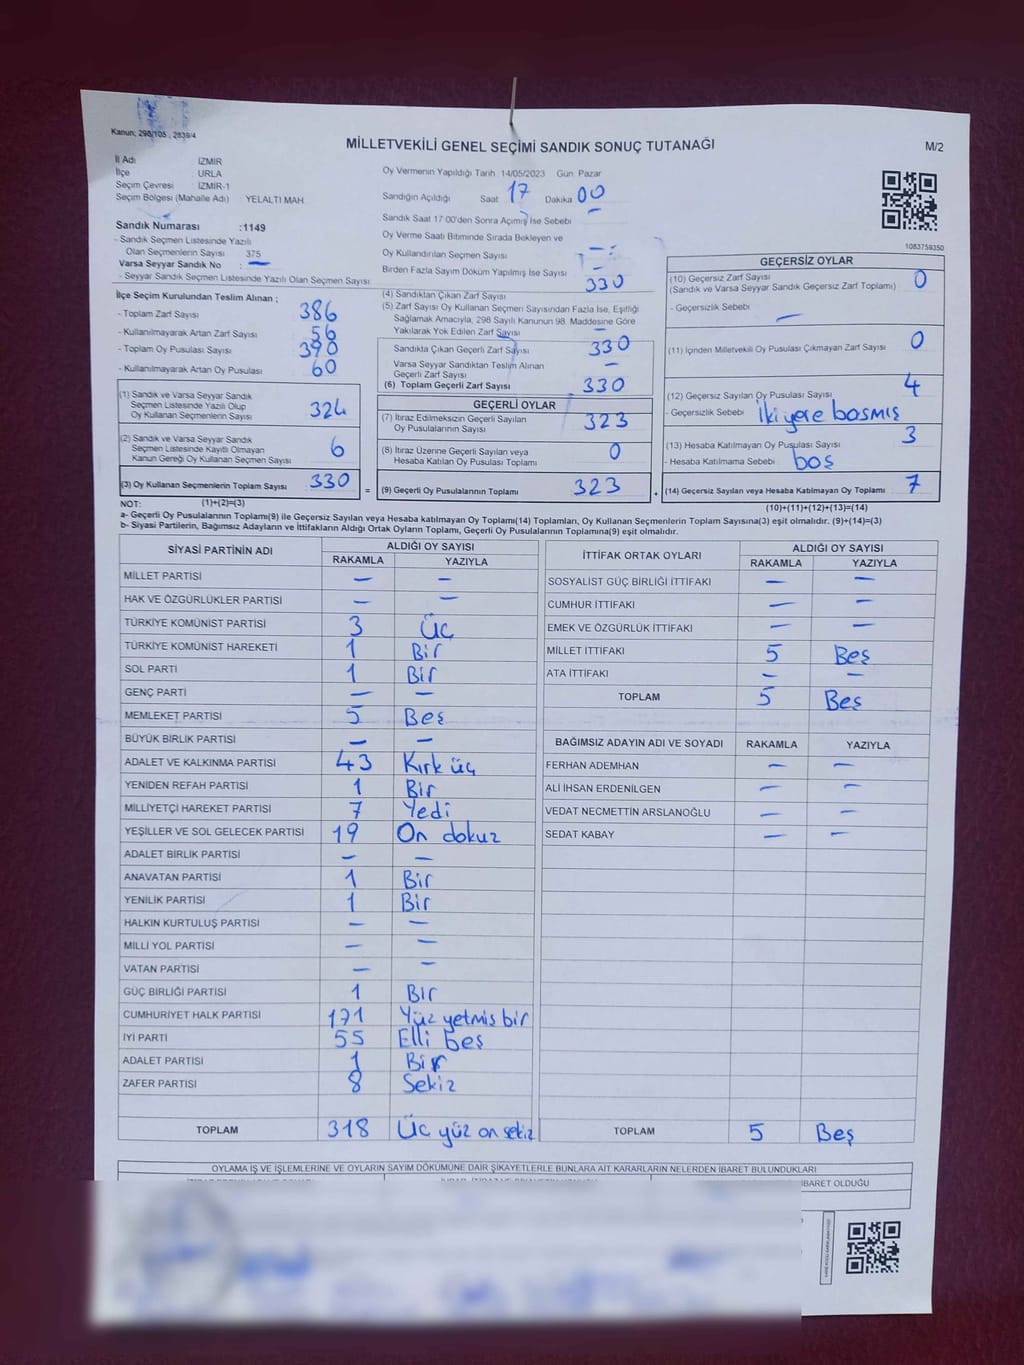 Kanun; 298/105 , 2839/4
MİLLETVEKİLİ GENEL SEÇİMİ SANDIK SONUÇ TUTANAĞI
M/2
İl Adı : İZMİR
İlçe : URLA
Seçim Çevresi : İZMİR-1
Seçim Bölgesi (Mahalle Adı) YELALTI MAH.
Sandık Numarası :1149
- Sandık Seçmen Listesinde Yazılı
Olan Seçmenlerin Sayısı 375
Varsa Seyyar Sandık No : —
- Seyyar Sandık Seçmen Listesinde Yazılı Olan Seçmen Sayısı
Oy Vermenin Yapıldığı Tarih 14/05/2023 Gün: Pazar
Sandığın Açıldığı Saat 17 Dakika 00
Sandık Saat 17:00'den Sonra Açılmış İse Sebebi —
Oy Verme Saati Bitiminde Sırada Bekleyen ve
Oy Kullandırılan Seçmen Sayısı —
Birden Fazla Sayım Döküm Yapılmış İse Sayısı —
1083759350
İlçe Seçim Kurulundan Teslim Alınan ;
- Toplam Zarf Sayısı 386
- Kullanılmayarak Artan Zarf Sayısı 56
- Toplam Oy Pusulası Sayısı 390
- Kullanılmayarak Artan Oy Pusulası 60
(1) Sandık ve Varsa Seyyar Sandık
Seçmen Listesinde Yazılı Olup
Oy Kullanan Seçmenlerin Sayısı 324
(2) Sandık ve Varsa Seyyar Sandık
Seçmen Listesinde Kayıtlı Olmayan
Kanun Gereği Oy Kullanan Seçmen Sayısı 6
(3) Oy Kullanan Seçmenlerin Toplam Sayısı 330
(1)+(2)=(3)
(4) Sandıktan Çıkan Zarf Sayısı 330
(5) Zarf Sayısı Oy Kullanan Seçmen Sayısından Fazla İse, Eşitliği
Sağlamak Amacıyla, 298 Sayılı Kanunun 98. Maddesine Göre
Yakılarak Yok Edilen Zarf Sayısı —
Sandıkta Çıkan Geçerli Zarf Sayısı 330
Varsa Seyyar Sandıktan Teslim Alınan
Geçerli Zarf Sayısı —
(6) Toplam Geçerli Zarf Sayısı 330
GEÇERLİ OYLAR
(7) İtiraz Edilmeksizin Geçerli Sayılan
Oy Pusulalarının Sayısı 323
(8) İtiraz Üzerine Geçerli Sayılan veya
Hesaba Katılan Oy Pusulası Toplamı 0
= (9) Geçerli Oy Pusulalarının Toplamı 323 +
GEÇERSİZ OYLAR
(10) Geçersiz Zarf Sayısı 0
(Sandık ve Varsa Seyyar Sandık Geçersiz Zarf Toplamı)
- Geçersizlik Sebebi —
(11) İçinden Milletvekili Oy Pusulası Çıkmayan Zarf Sayısı 0
(12) Geçersiz Sayılan Oy Pusulası Sayısı 4
- Geçersizlik Sebebi İki yere basmış
(13) Hesaba Katılmayan Oy Pusulası Sayısı 3
- Hesaba Katılmama Sebebi boş
(14) Geçersiz Sayılan veya Hesaba Katılmayan Oy Toplamı 7
(10)+(11)+(12)+(13)=(14)
NOT:
a- Geçerli Oy Pusulalarının Toplamı(9) ile Geçersiz Sayılan veya Hesaba katılmayan Oy Toplamı(14) Toplamları, Oy Kullanan Seçmenlerin Toplam Sayısına(3) eşit olmalıdır. (9)+(14)=(3)
b- Siyasi Partilerin, Bağımsız Adayların ve İttifakların Aldığı Ortak Oyların Toplamı, Geçerli Oy Pusulalarının Toplamına(9) eşit olmalıdır.
SİYASİ PARTİNİN ADI ALDIĞI OY SAYISI
RAKAMLA YAZIYLA
MİLLET PARTİSİ — —
HAK VE ÖZGÜRLÜKLER PARTİSİ — —
TÜRKİYE KOMÜNİST PARTİSİ 3 Üç
TÜRKİYE KOMÜNİST HAREKETİ 1 Bir
SOL PARTİ 1 Bir
GENÇ PARTİ — —
MEMLEKET PARTİSİ 5 Beş
BÜYÜK BİRLİK PARTİSİ — —
ADALET VE KALKINMA PARTİSİ 43 Kırk üç
YENİDEN REFAH PARTİSİ 1 Bir
MİLLİYETÇİ HAREKET PARTİSİ 7 Yedi
YEŞİLLER VE SOL GELECEK PARTİSİ 19 On dokuz
ADALET BİRLİK PARTİSİ — —
ANAVATAN PARTİSİ 1 Bir
YENİLİK PARTİSİ 1 Bir
HALKIN KURTULUŞ PARTİSİ — —
MİLLİ YOL PARTİSİ — —
VATAN PARTİSİ — —
GÜÇ BİRLİĞİ PARTİSİ 1 Bir
CUMHURİYET HALK PARTİSİ 171 Yüz yetmis bir
İYİ PARTİ 55 Elli beş
ADALET PARTİSİ 1 Bir
ZAFER PARTİSİ 8 Sekiz
TOPLAM 318 Üç yüz on sekiz
İTTİFAK ORTAK OYLARI ALDIĞI OY SAYISI
RAKAMLA YAZIYLA
SOSYALİST GÜÇ BİRLİĞİ İTTİFAKI — —
CUMHUR İTTİFAKI — —
EMEK VE ÖZGÜRLÜK İTTİFAKI — —
MİLLET İTTİFAKI 5 Beş
ATA İTTİFAKI — —
TOPLAM 5 Beş
BAĞIMSIZ ADAYIN ADI VE SOYADI RAKAMLA YAZIYLA
FERHAN ADEMHAN — —
ALİ İHSAN ERDENİLGEN — —
VEDAT NECMETTİN ARSLANOĞLU — —
SEDAT KABAY — —
TOPLAM 5 Beş
OYLAMA İŞ VE İŞLEMLERİNE VE OYLARIN SAYIM DÖKÜMÜNE DAİR ŞİKAYETLERLE BUNLARA AİT KARARLARIN NELERDEN İBARET BULUNDUKLARI
İBARET OLDUĞU